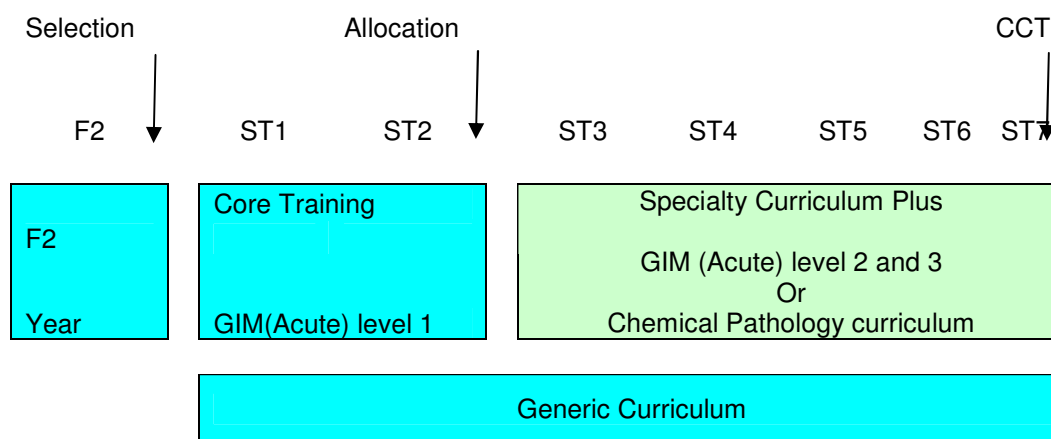 Selection Allocation CCT
F2 ST1 ST2 ST3 ST4 ST5 ST6 ST7
F2
Year
Core Training
GIM(Acute) level 1
Specialty Curriculum Plus
GIM (Acute) level 2 and 3
Or
Chemical Pathology curriculum
Generic Curriculum